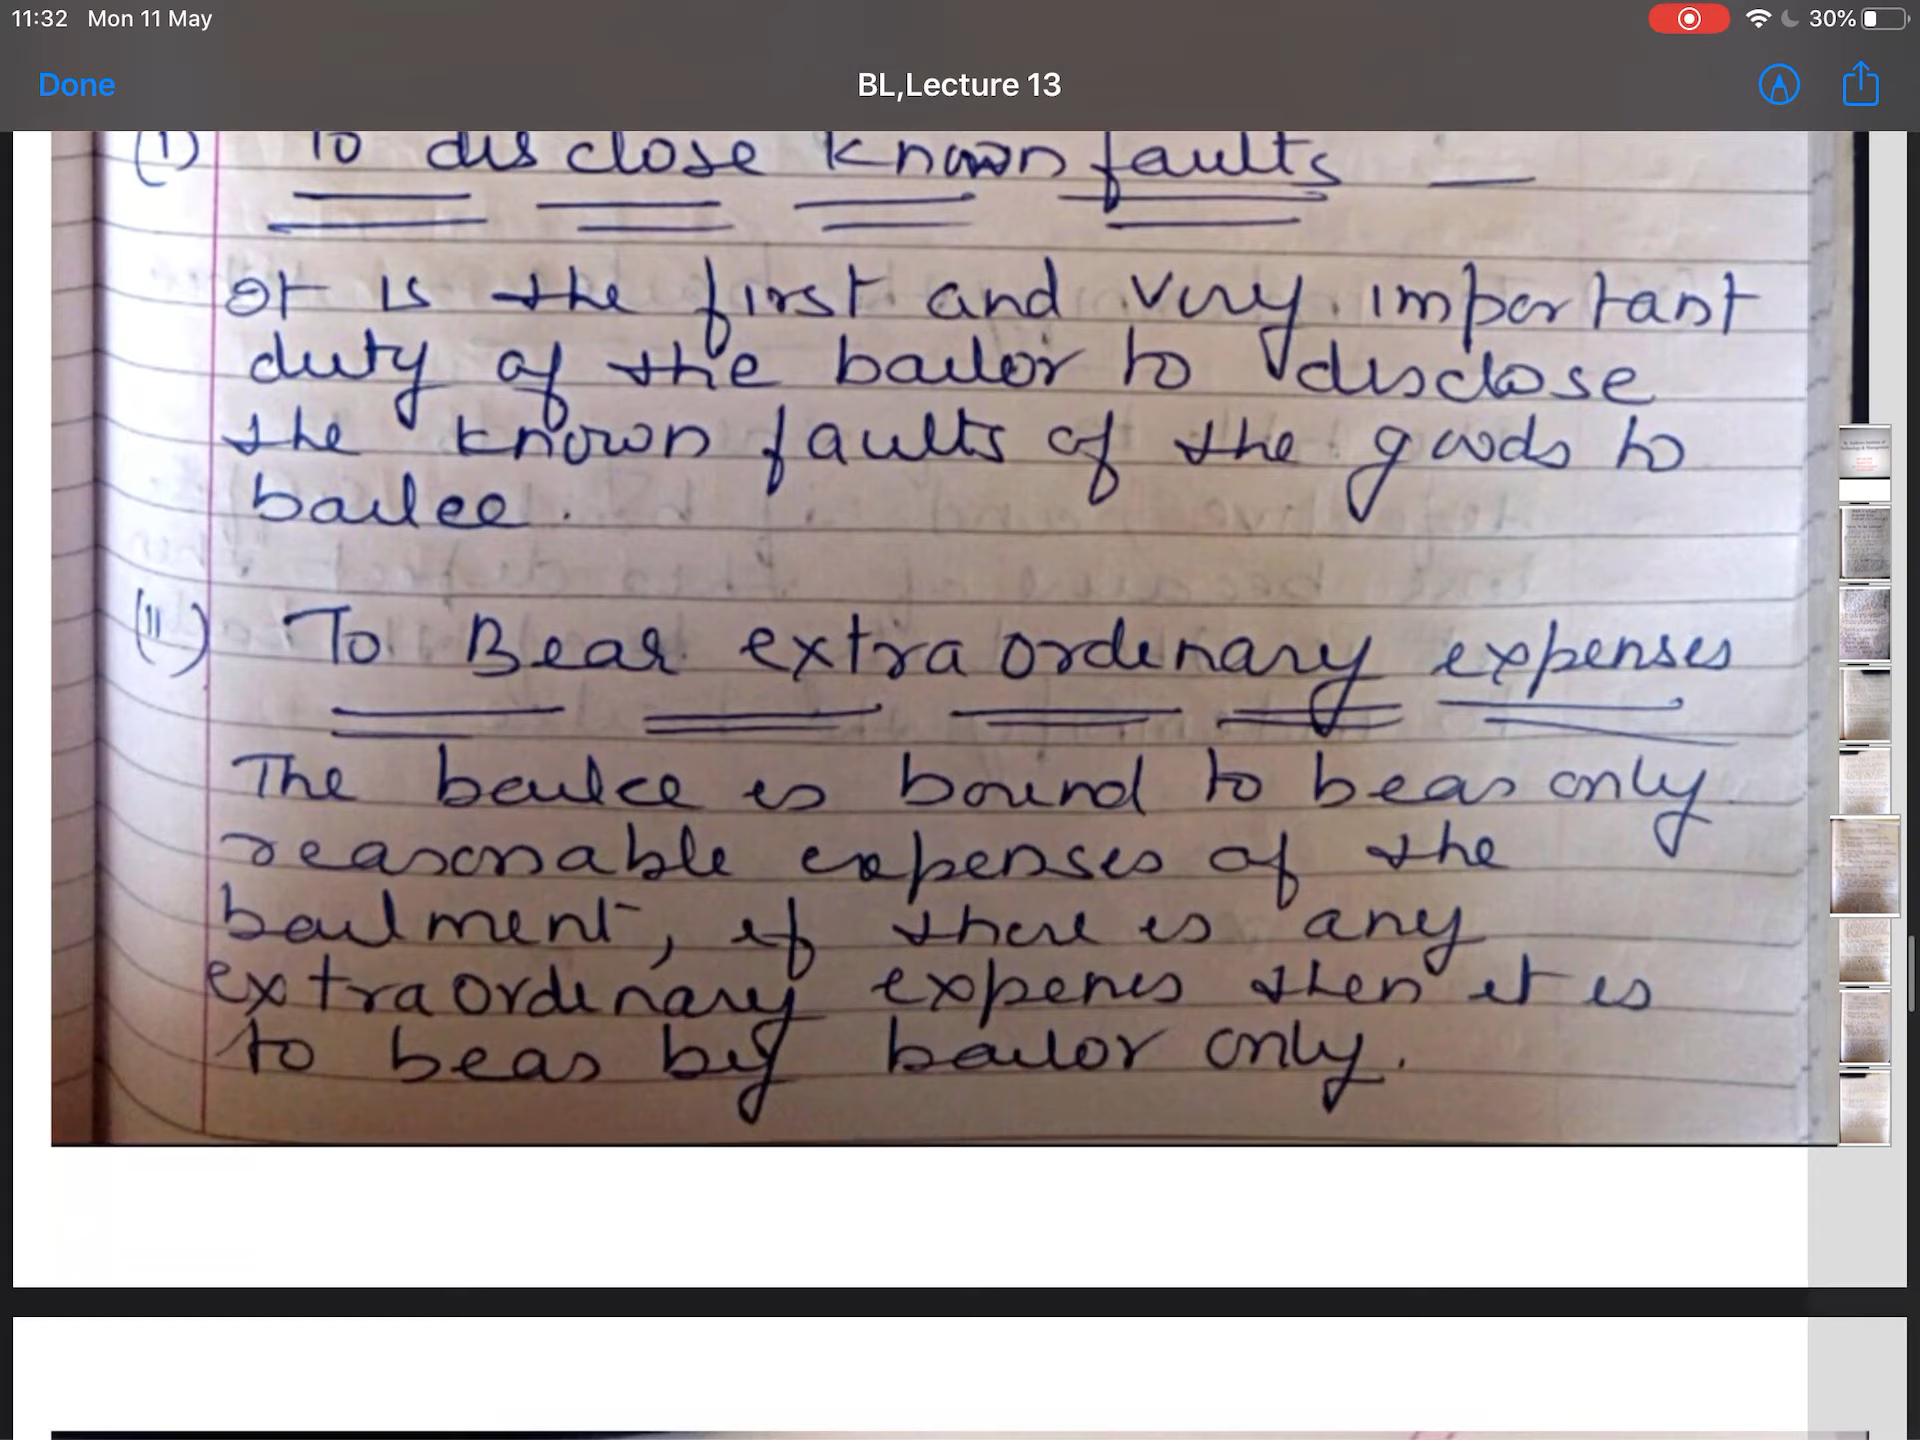 11:32 Mon 11 May
30%
Done
BL,Lecture 13
(i) To disclose known faults —
It is the first and very important
duty of the bailor to disclose
the known faults of the goods to
bailee.
(ii) To Bear extraordinary expenses
The bailee is bound to bear only
reasonable expenses of the
bailment, if there is any
extraordinary expenes then it is
to bear by bailor only.